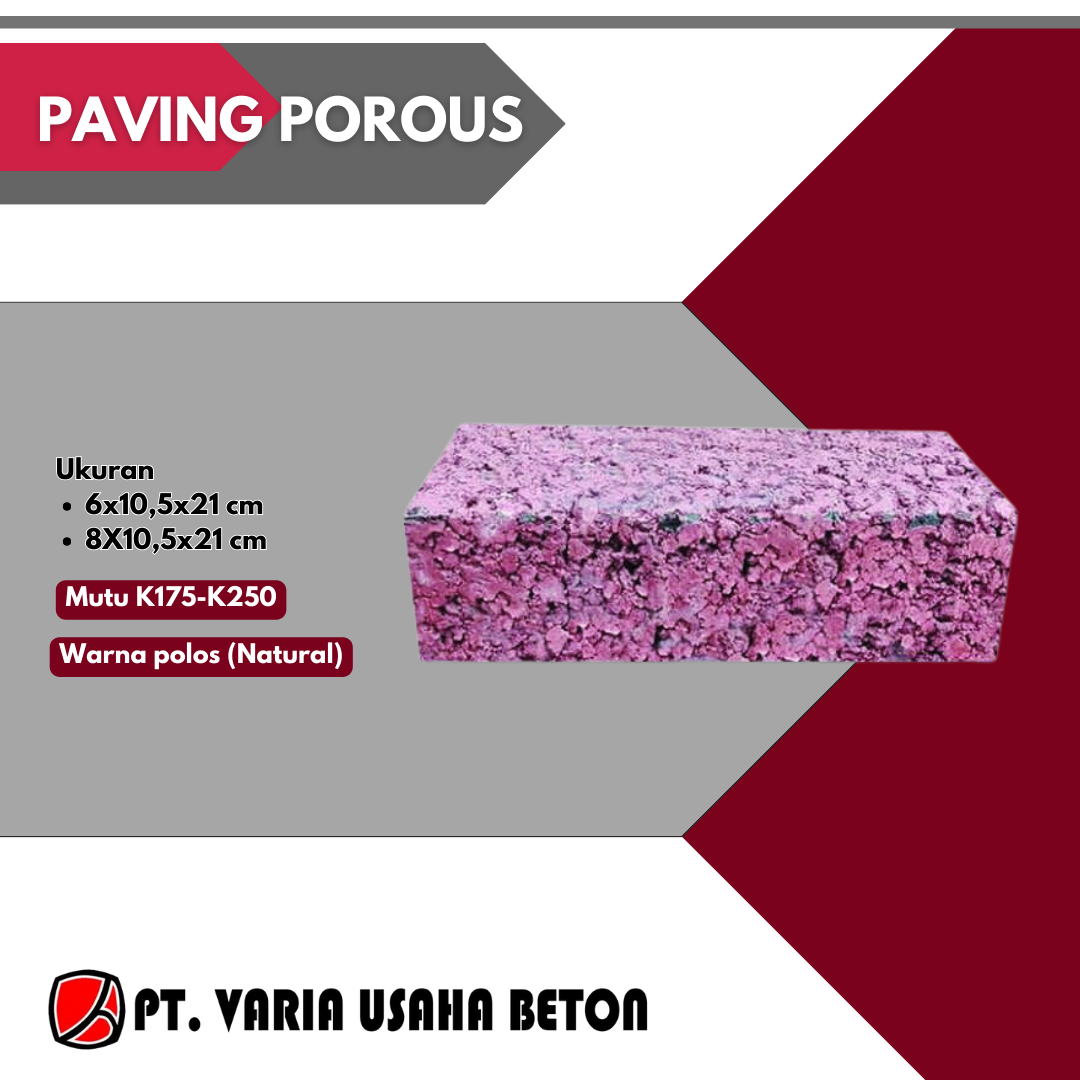 PAVING POROUS
Ukuran
• 6x10,5x21 cm
• 8X10,5x21 cm
Mutu K175-K250
Warna polos (Natural)
PT. VARIA USAHA BETON